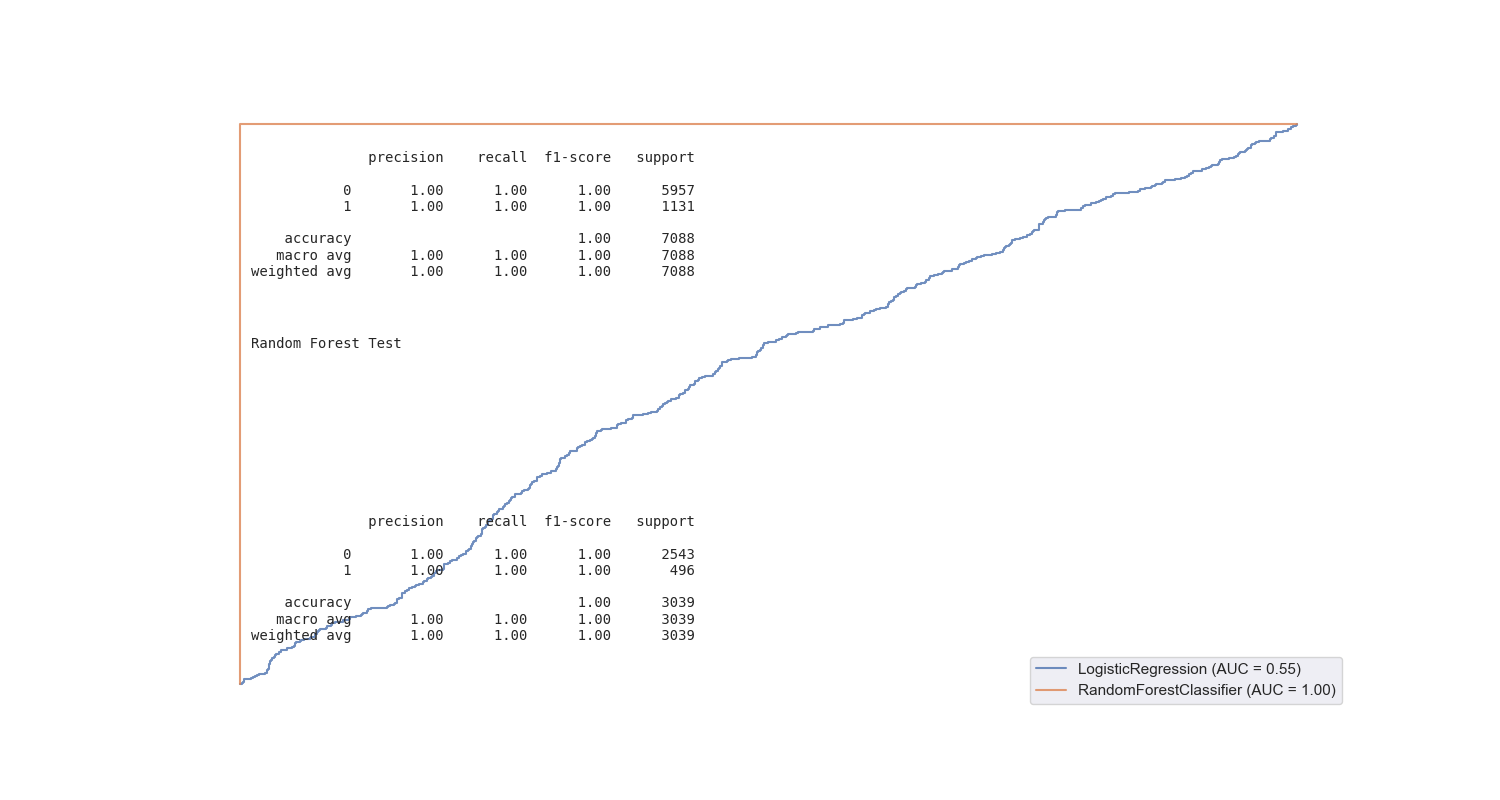 precision    recall  f1-score   support
           0       1.00      1.00      1.00      5957
           1       1.00      1.00      1.00      1131
    accuracy                           1.00      7088
   macro avg       1.00      1.00      1.00      7088
weighted avg       1.00      1.00      1.00      7088
Random Forest Test
              precision    recall  f1-score   support
           0       1.00      1.00      1.00      2543
           1       1.00      1.00      1.00       496
    accuracy                           1.00      3039
   macro avg       1.00      1.00      1.00      3039
weighted avg       1.00      1.00      1.00      3039
LogisticRegression (AUC = 0.55)
RandomForestClassifier (AUC = 1.00)